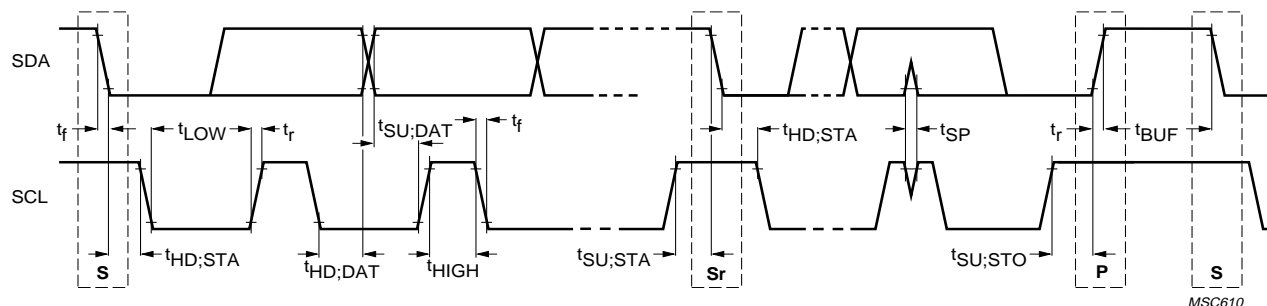 SDA
t_f t_LOW t_r t_SU;DAT t_f t_HD;STA t_SP t_r t_BUF
SCL
S t_HD;STA t_HD;DAT t_HIGH t_SU;STA Sr t_SU;STO P S
MSC610